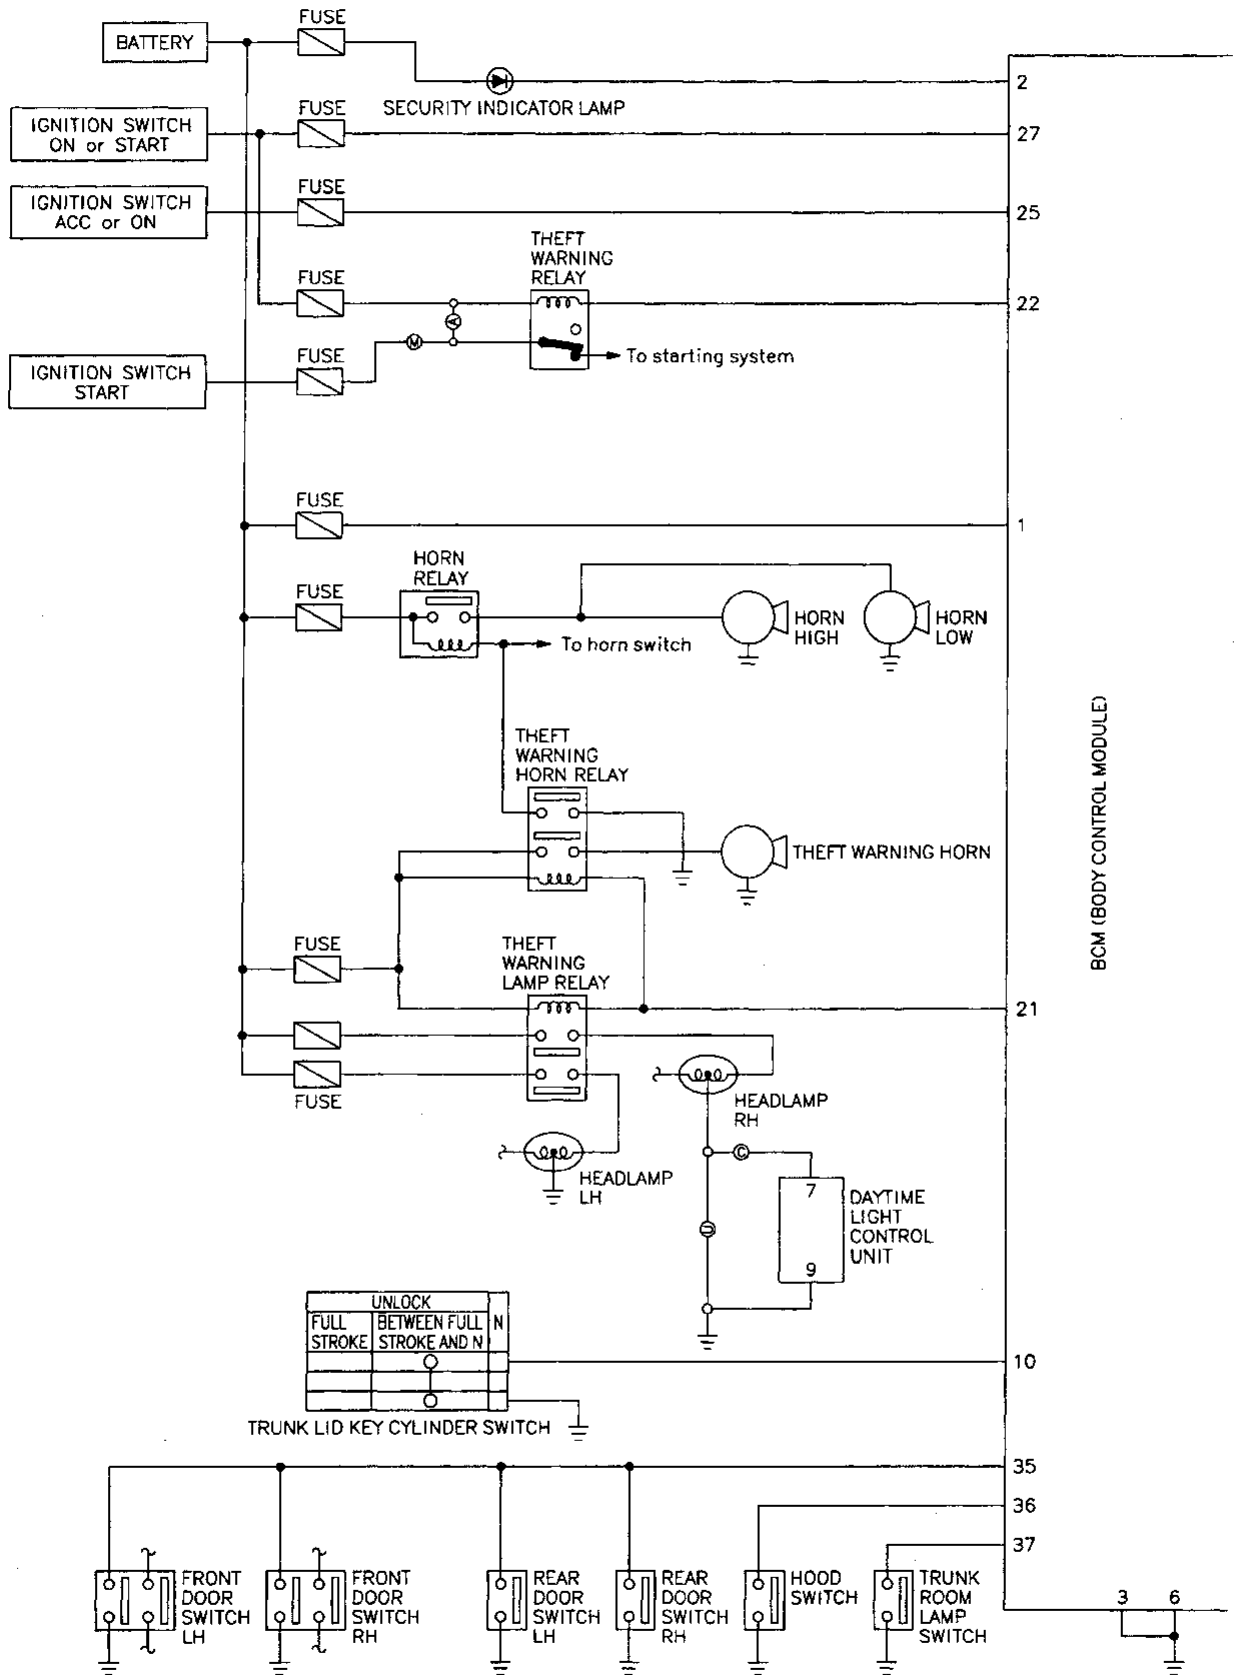 FUSE
BATTERY
2
SECURITY INDICATOR LAMP
IGNITION SWITCH
ON or START
FUSE
27
IGNITION SWITCH
ACC or ON
FUSE
25
THEFT
WARNING
RELAY
FUSE
22
A
M
To starting system
FUSE
IGNITION SWITCH
START
FUSE
1
HORN
RELAY
FUSE
HORN
HIGH
HORN
LOW
To horn switch
THEFT
WARNING
HORN RELAY
THEFT WARNING HORN
BCM (BODY CONTROL MODULE)
FUSE
THEFT
WARNING
LAMP RELAY
21
FUSE
HEADLAMP
RH
HEADLAMP
LH
C
7
DAYTIME
LIGHT
CONTROL
UNIT
U
9
UNLOCK
FULL
STROKE
BETWEEN FULL
STROKE AND N
N
10
TRUNK LID KEY CYLINDER SWITCH
35
36
37
FRONT
DOOR
SWITCH
LH
FRONT
DOOR
SWITCH
RH
REAR
DOOR
SWITCH
LH
REAR
DOOR
SWITCH
RH
HOOD
SWITCH
TRUNK
ROOM
LAMP
SWITCH
3
6